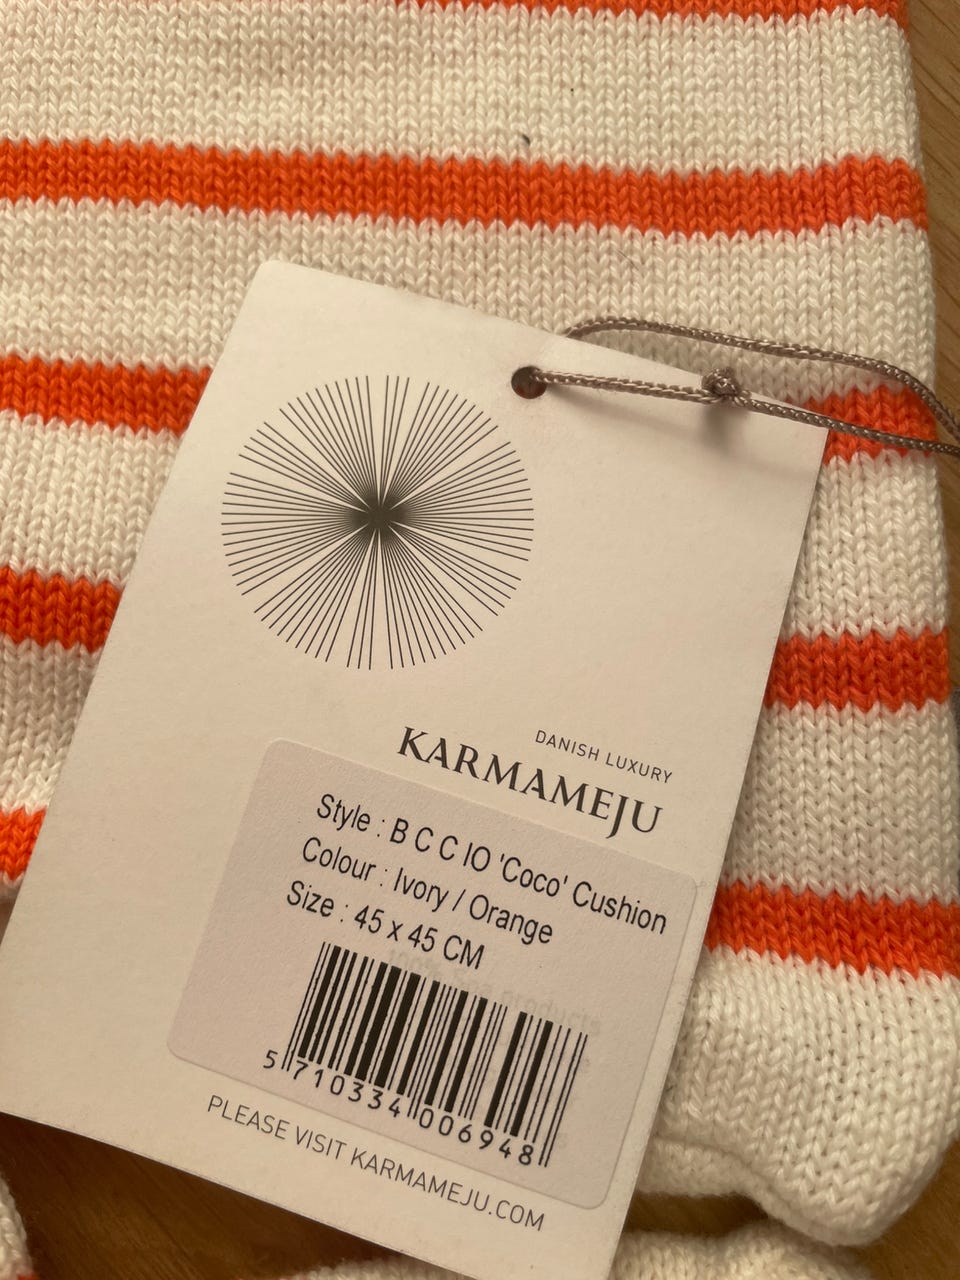 DANISH LUXURY
KARMAMEJU
Style : B C C IO 'Coco' Cushion
Colour : Ivory / Orange
Size : 45 x 45 CM
5 710334 006948
PLEASE VISIT KARMAMEJU.COM